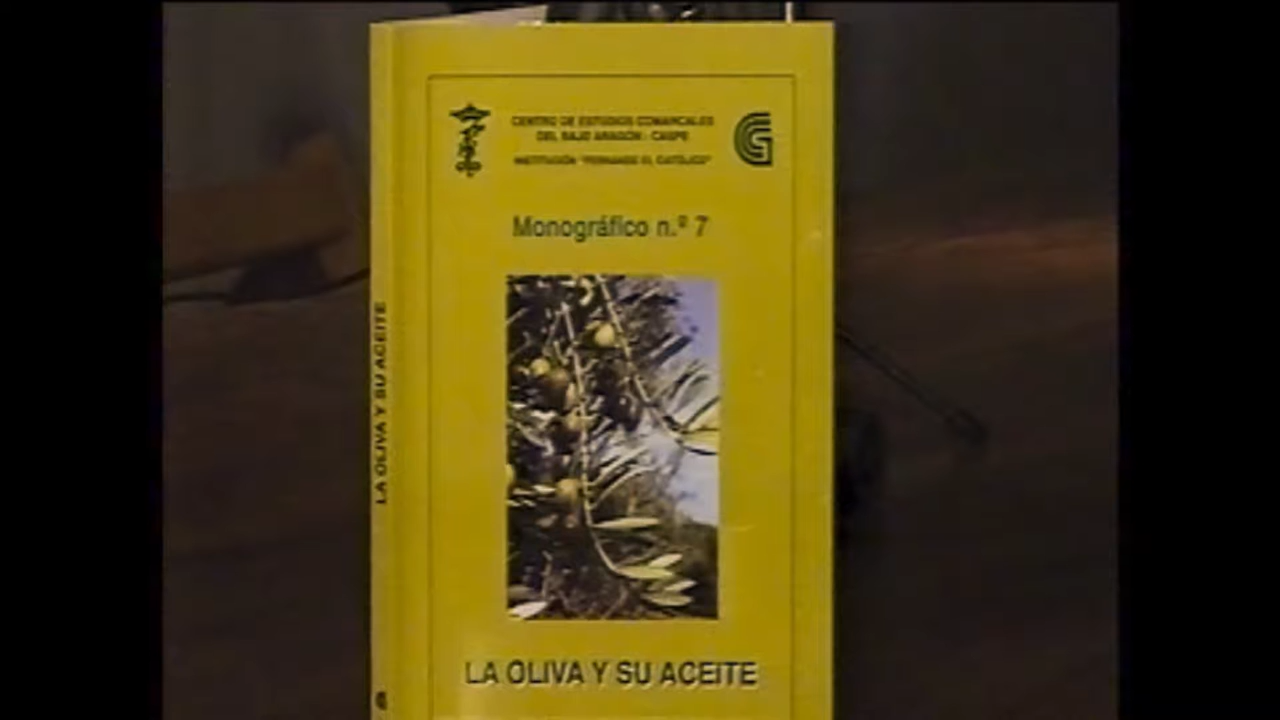 CENTRO DE ESTUDIOS COMARCALES
DEL BAJO ARAGÓN - CASPE
INSTITUCIÓN "FERNANDO EL CATÓLICO"
Monográfico n.º 7
LA OLIVA Y SU ACEITE
LA OLIVA Y SU ACEITE